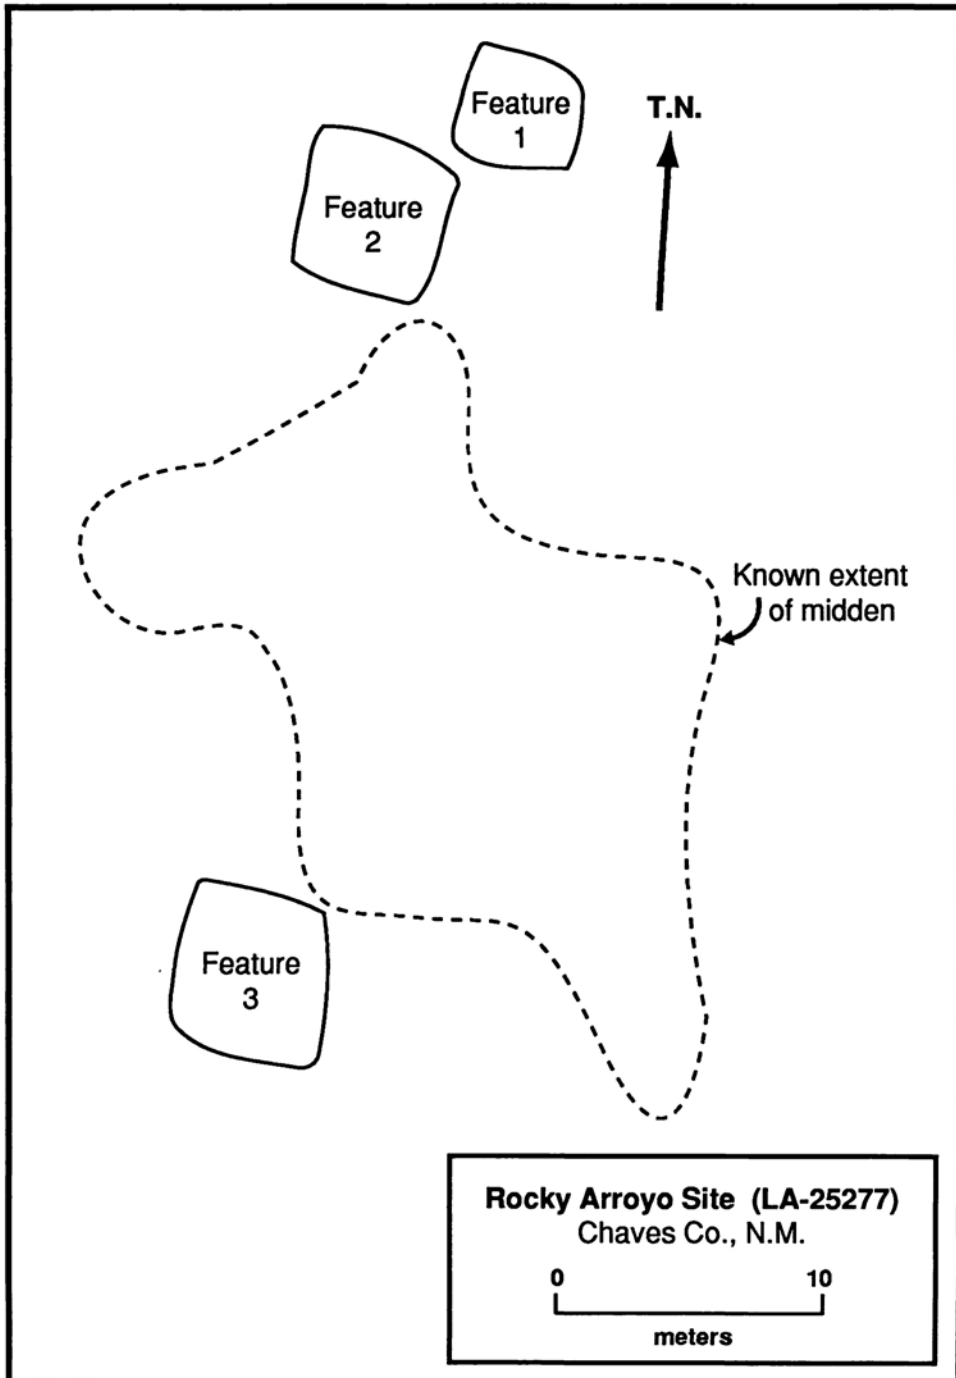 Feature
1
T.N.
Feature
2
Known extent
of midden
Feature
3
Rocky Arroyo Site (LA-25277)
Chaves Co., N.M.
0 10
meters